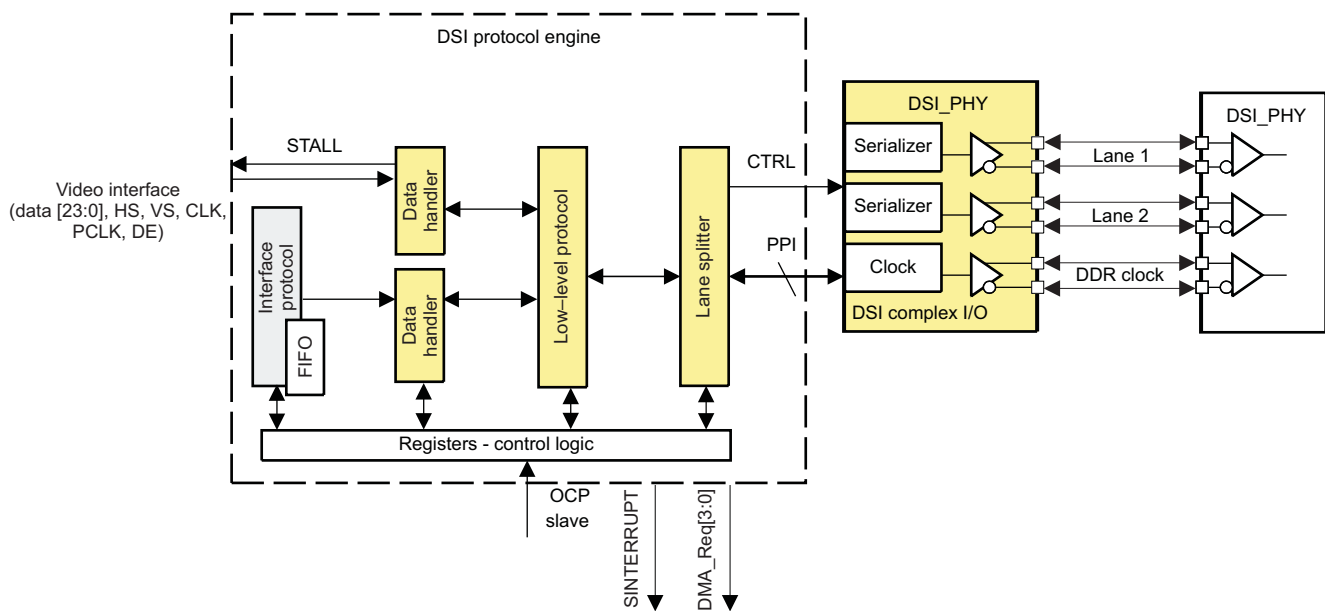 DSI protocol engine
STALL
Video interface
(data [23:0], HS, VS, CLK,
PCLK, DE)
Interface
protocol
FIFO
Data
handler
Data
handler
Low–level protocol
Lane splitter
CTRL
PPI
Registers - control logic
OCP
slave
SINTERRUPT
DMA_Req[3:0]
DSI_PHY
Serializer
Serializer
Clock
DSI complex I/O
Lane 1
Lane 2
DDR clock
DSI_PHY